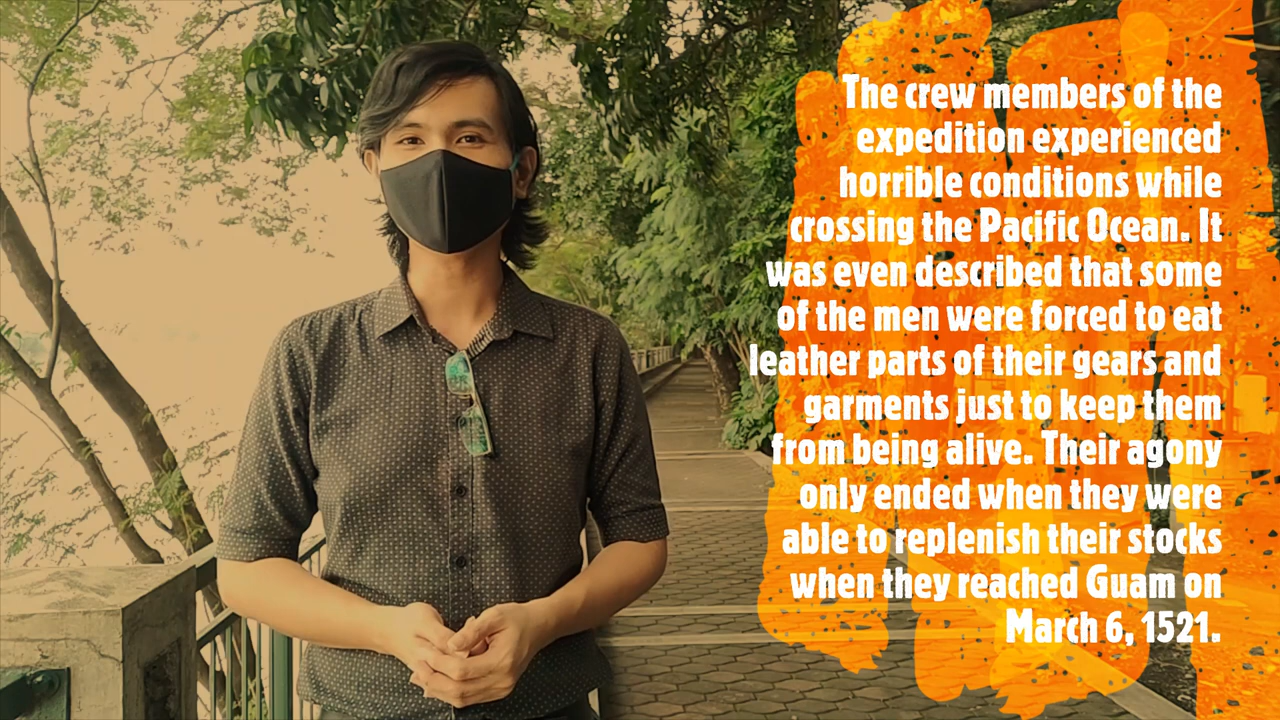 The crew members of the
expedition experienced
horrible conditions while
crossing the Pacific Ocean. It
was even described that some
of the men were forced to eat
leather parts of their gears and
garments just to keep them
from being alive. Their agony
only ended when they were
able to replenish their stocks
when they reached Guam on
March 6, 1521.